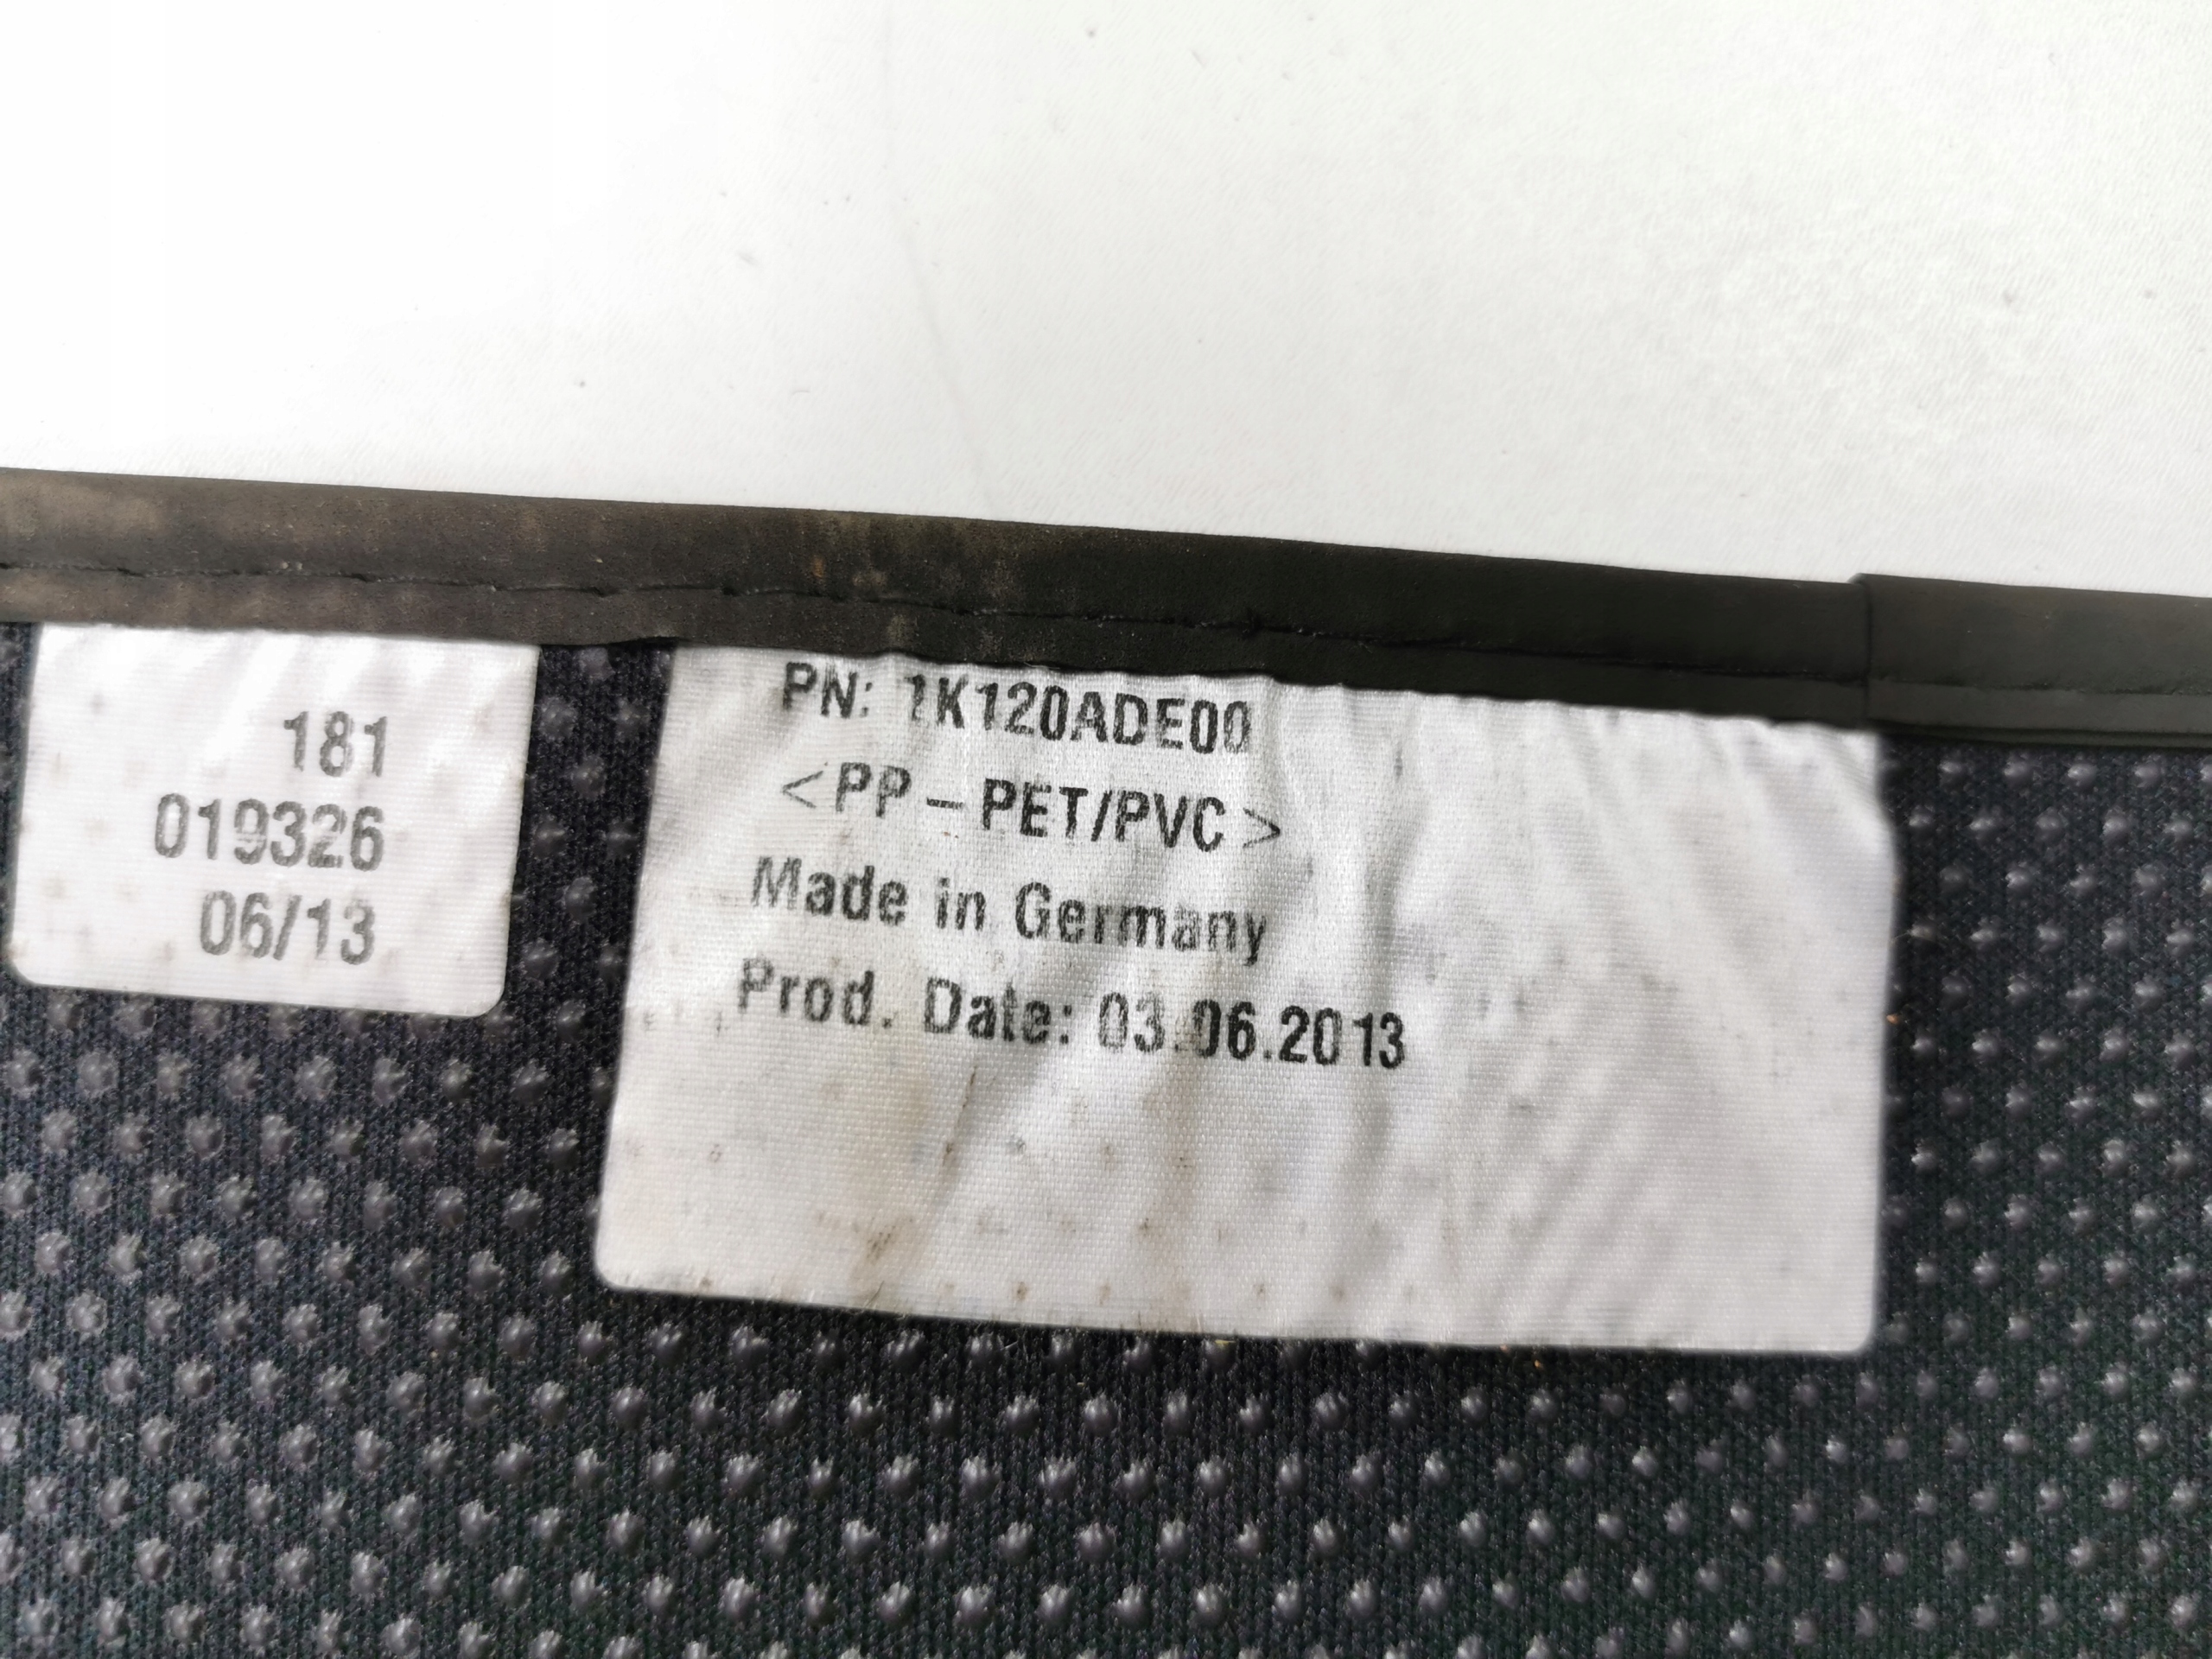 181
019326
06/13
PN: 1K120ADE00
<PP – PET/PVC>
Made in Germany
Prod. Date: 03.06.2013